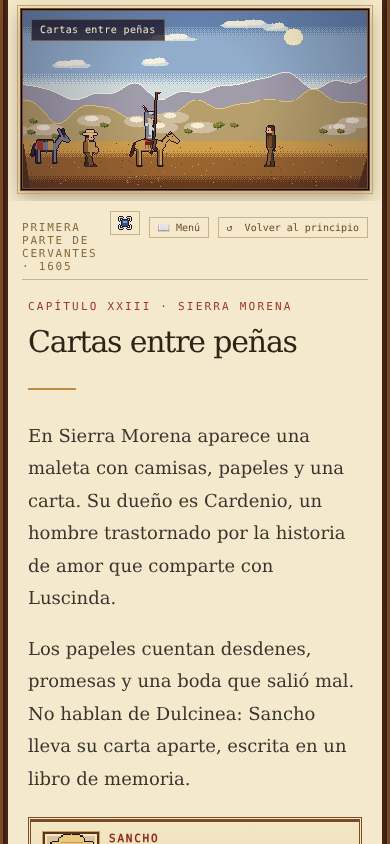 Cartas entre peñas
PRIMERA
PARTE DE
CERVANTES
· 1605
📖 Menú
↺ Volver al principio
CAPÍTULO XXIII · SIERRA MORENA
Cartas entre peñas
En Sierra Morena aparece una
maleta con camisas, papeles y una
carta. Su dueño es Cardenio, un
hombre trastornado por la historia
de amor que comparte con
Luscinda.
Los papeles cuentan desdenes,
promesas y una boda que salió mal.
No hablan de Dulcinea: Sancho
lleva su carta aparte, escrita en un
libro de memoria.
SANCHO